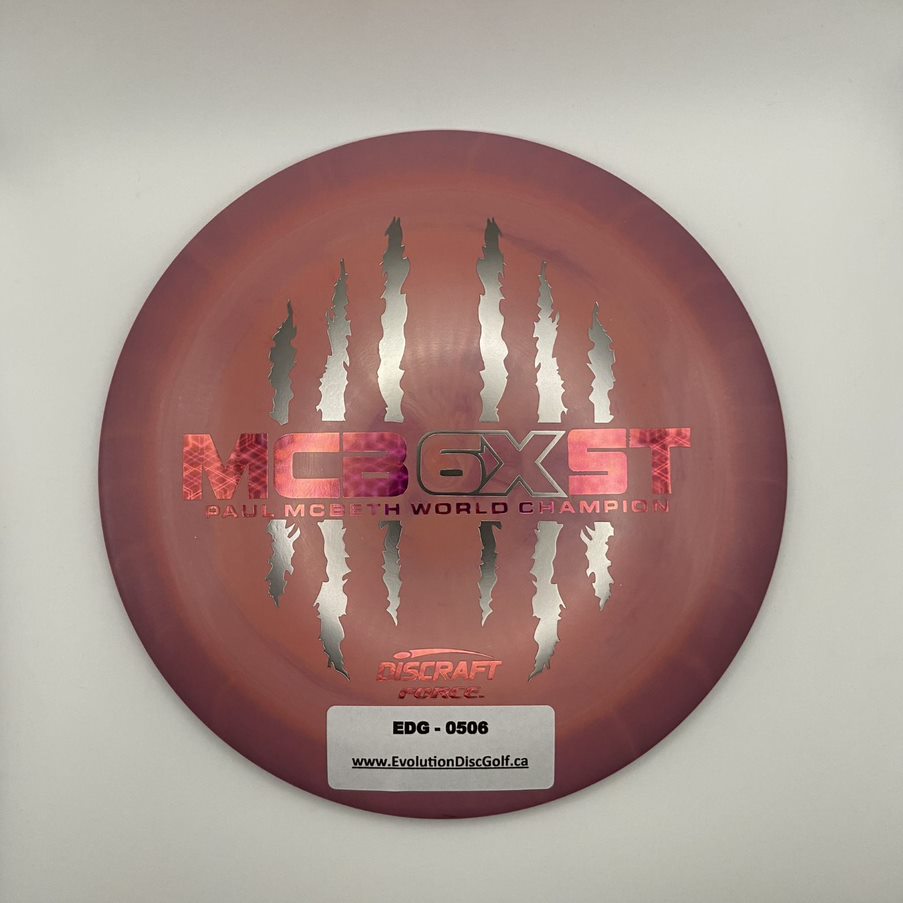 MCB6XST
PAUL MCBETH WORLD CHAMPION
DISCRAFT
FORCE
EDG - 0506
www.EvolutionDiscGolf.ca